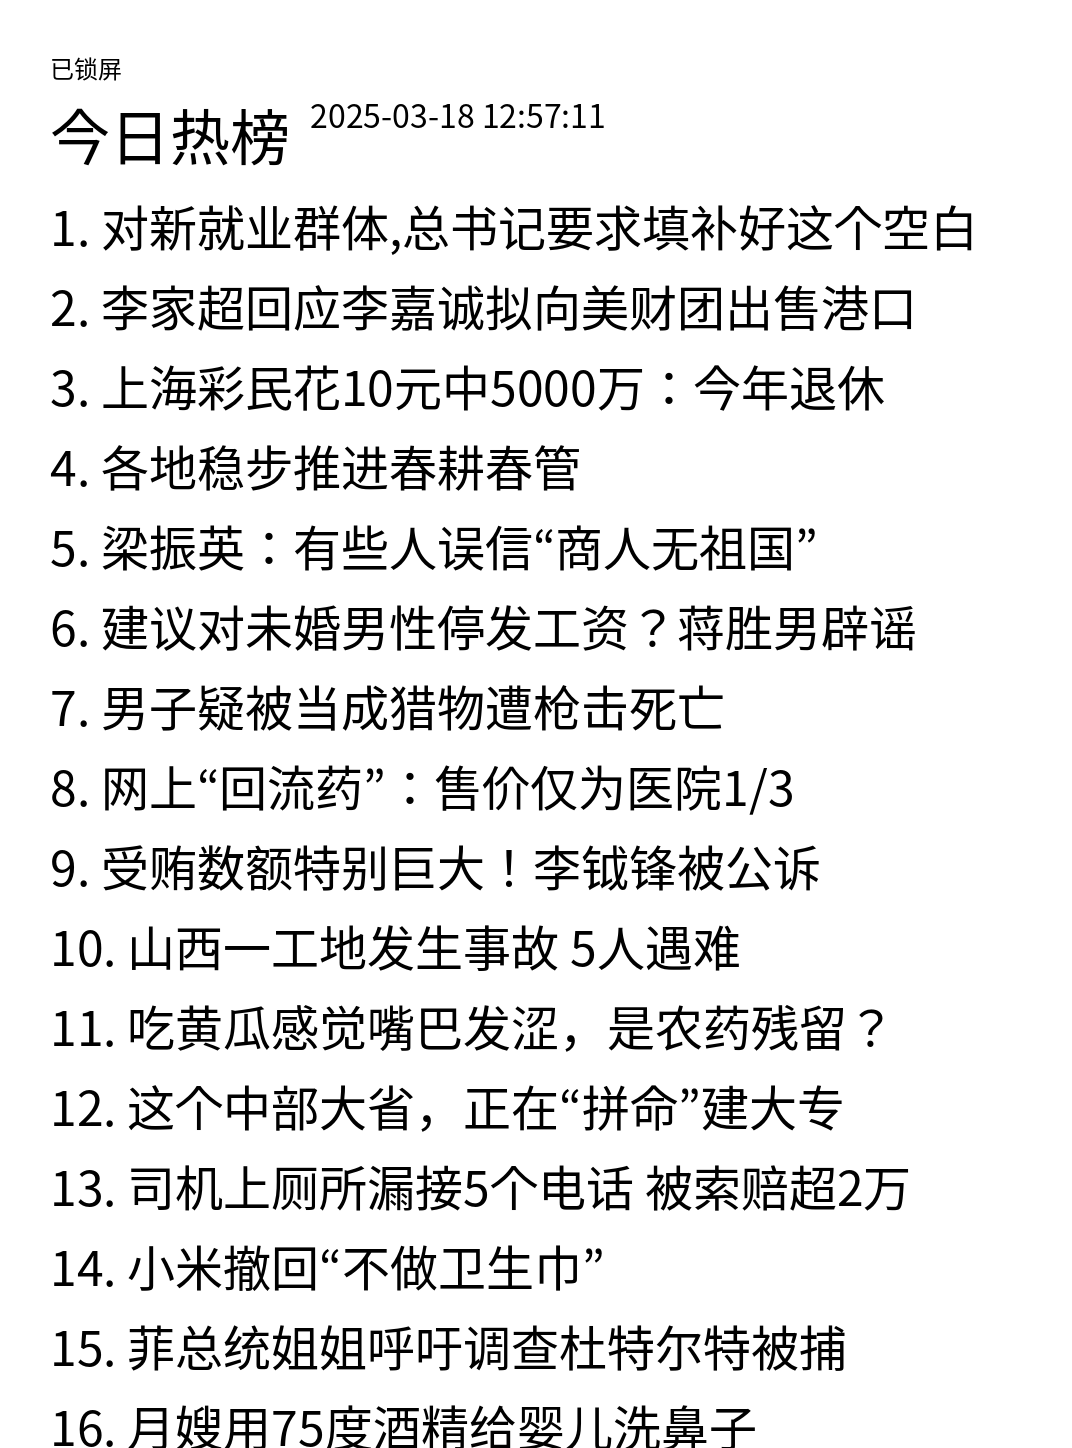 已锁屏
今日热榜 2025-03-18 12:57:11
1. 对新就业群体,总书记要求填补好这个空白
2. 李家超回应李嘉诚拟向美财团出售港口
3. 上海彩民花10元中5000万：今年退休
4. 各地稳步推进春耕春管
5. 梁振英：有些人误信“商人无祖国”
6. 建议对未婚男性停发工资？蒋胜男辟谣
7. 男子疑被当成猎物遭枪击死亡
8. 网上“回流药”：售价仅为医院1/3
9. 受贿数额特别巨大！李钺锋被公诉
10. 山西一工地发生事故 5人遇难
11. 吃黄瓜感觉嘴巴发涩，是农药残留？
12. 这个中部大省，正在“拼命”建大专
13. 司机上厕所漏接5个电话 被索赔超2万
14. 小米撤回“不做卫生巾”
15. 菲总统姐姐呼吁调查杜特尔特被捕
16. 月嫂用75度酒精给婴儿洗鼻子